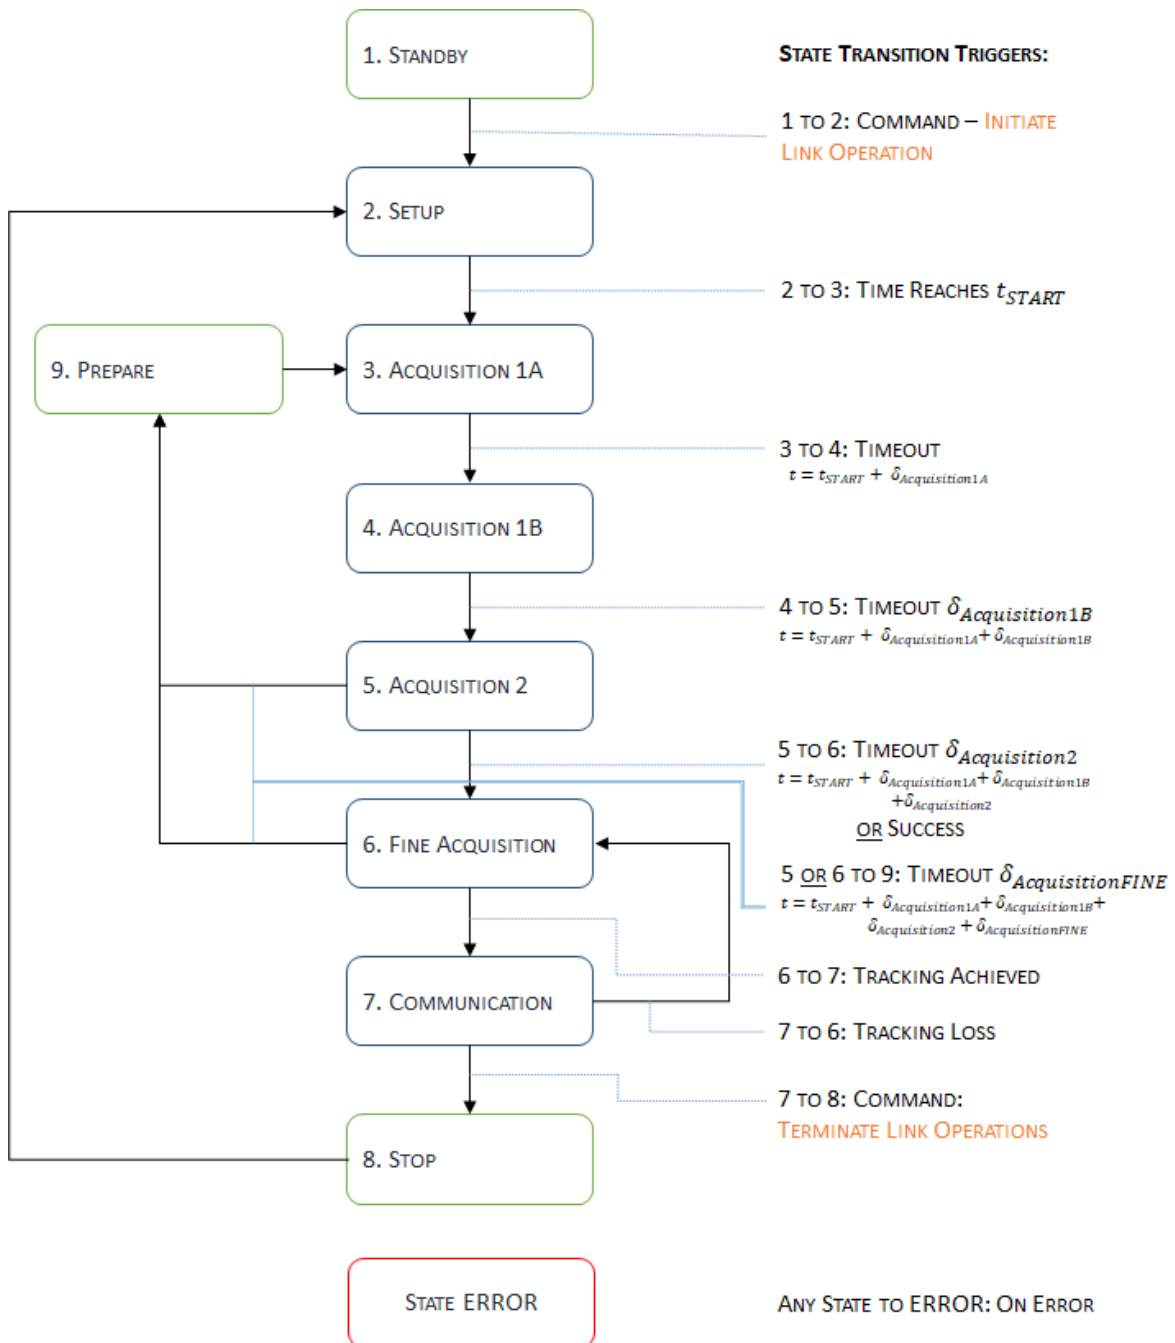 1. STANDBY
STATE TRANSITION TRIGGERS:
1 TO 2: COMMAND – INITIATE
LINK OPERATION
2. SETUP
2 TO 3: TIME REACHES t_START
9. PREPARE
3. ACQUISITION 1A
3 TO 4: TIMEOUT
t = t_START + δ_Acquisition1A
4. ACQUISITION 1B
4 TO 5: TIMEOUT δ_Acquisition1B
t = t_START + δ_Acquisition1A + δ_Acquisition1B
5. ACQUISITION 2
5 TO 6: TIMEOUT δ_Acquisition2
t = t_START + δ_Acquisition1A + δ_Acquisition1B
+δ_Acquisition2
OR SUCCESS
6. FINE ACQUISITION
5 OR 6 TO 9: TIMEOUT δ_AcquisitionFINE
t = t_START + δ_Acquisition1A + δ_Acquisition1B +
δ_Acquisition2 + δ_AcquisitionFINE
6 TO 7: TRACKING ACHIEVED
7. COMMUNICATION
7 TO 6: TRACKING LOSS
7 TO 8: COMMAND:
TERMINATE LINK OPERATIONS
8. STOP
STATE ERROR
ANY STATE TO ERROR: ON ERROR